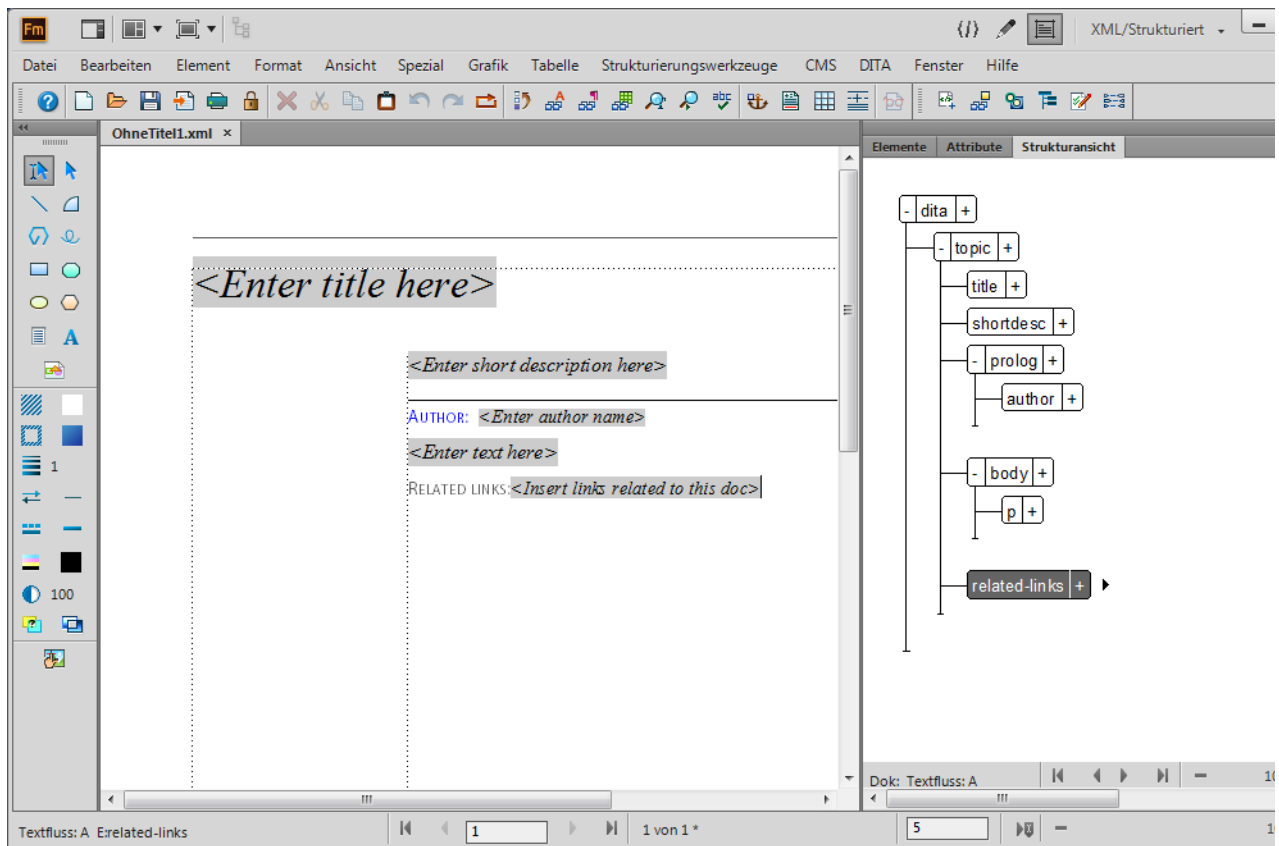 Fm
XML/Strukturiert
Datei Bearbeiten Element Format Ansicht Spezial Grafik Tabelle Strukturierungswerkzeuge CMS DITA Fenster Hilfe
OhneTitel1.xml ×
Elemente Attribute Strukturansicht
- dita +
- topic +
title +
shortdesc +
- prolog +
author +
- body +
p +
related-links +
<Enter title here>
<Enter short description here>
AUTHOR: <Enter author name>
<Enter text here>
RELATED LINKS:<Insert links related to this doc>
1
100
Dok: Textfluss: A
10
Textfluss: A E:related-links
1
1 von 1 *
5
1